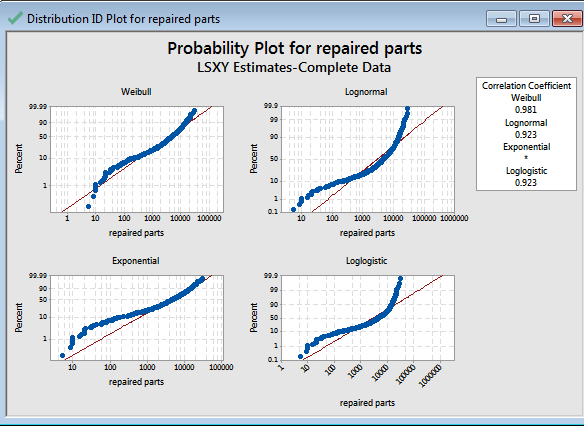 Distribution ID Plot for repaired parts
Probability Plot for repaired parts
LSXY Estimates-Complete Data
Weibull
99.99
90
50
10
1
Percent
1 10 100 1000 10000 100000
repaired parts
Lognormal
99.9
99
90
50
10
1
0.1
Percent
1 10 100 1000 10000 100000 1000000
repaired parts
Correlation Coefficient
Weibull
0.981
Lognormal
0.923
Exponential
*
Loglogistic
0.923
Exponential
99.99
90
50
10
1
Percent
10 100 1000 10000 100000
repaired parts
Loglogistic
99.9
99
90
50
10
1
0.1
Percent
1 10 100 1000 10000 100000 1000000
repaired parts